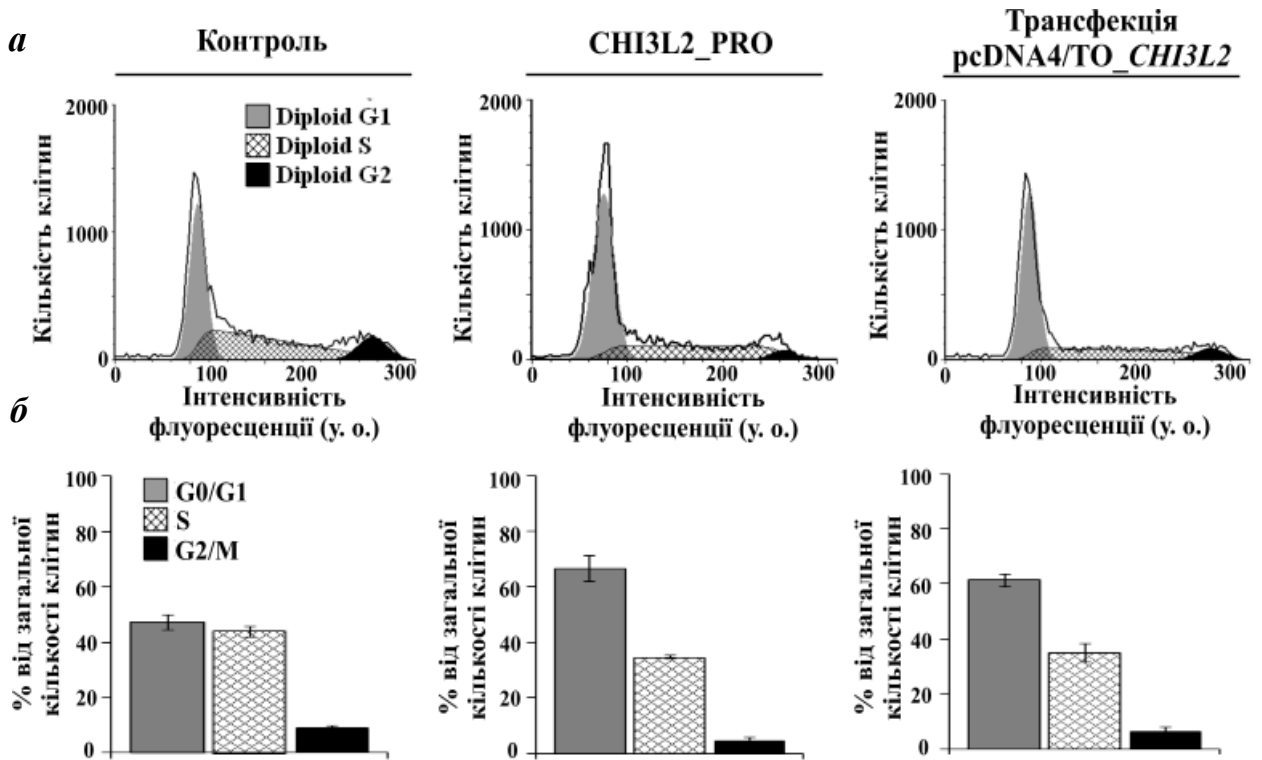 а
Контроль
CHI3L2_PRO
Трансфекція
pcDNA4/TO_CHI3L2
2000
1000
0
Кількість клітин
Diploid G1
Diploid S
Diploid G2
0 100 200 300
Інтенсивність
флуоресценції (у. о.)
2000
1000
0
Кількість клітин
0 100 200 300
Інтенсивність
флуоресценції (у. о.)
2000
1000
0
Кількість клітин
0 100 200 300
Інтенсивність
флуоресценції (у. о.)
б
100
80
60
40
20
0
% від загальної
кількості клітин
G0/G1
S
G2/M
100
80
60
40
20
0
% від загальної
кількості клітин
100
80
60
40
20
0
% від загальної
кількості клітин